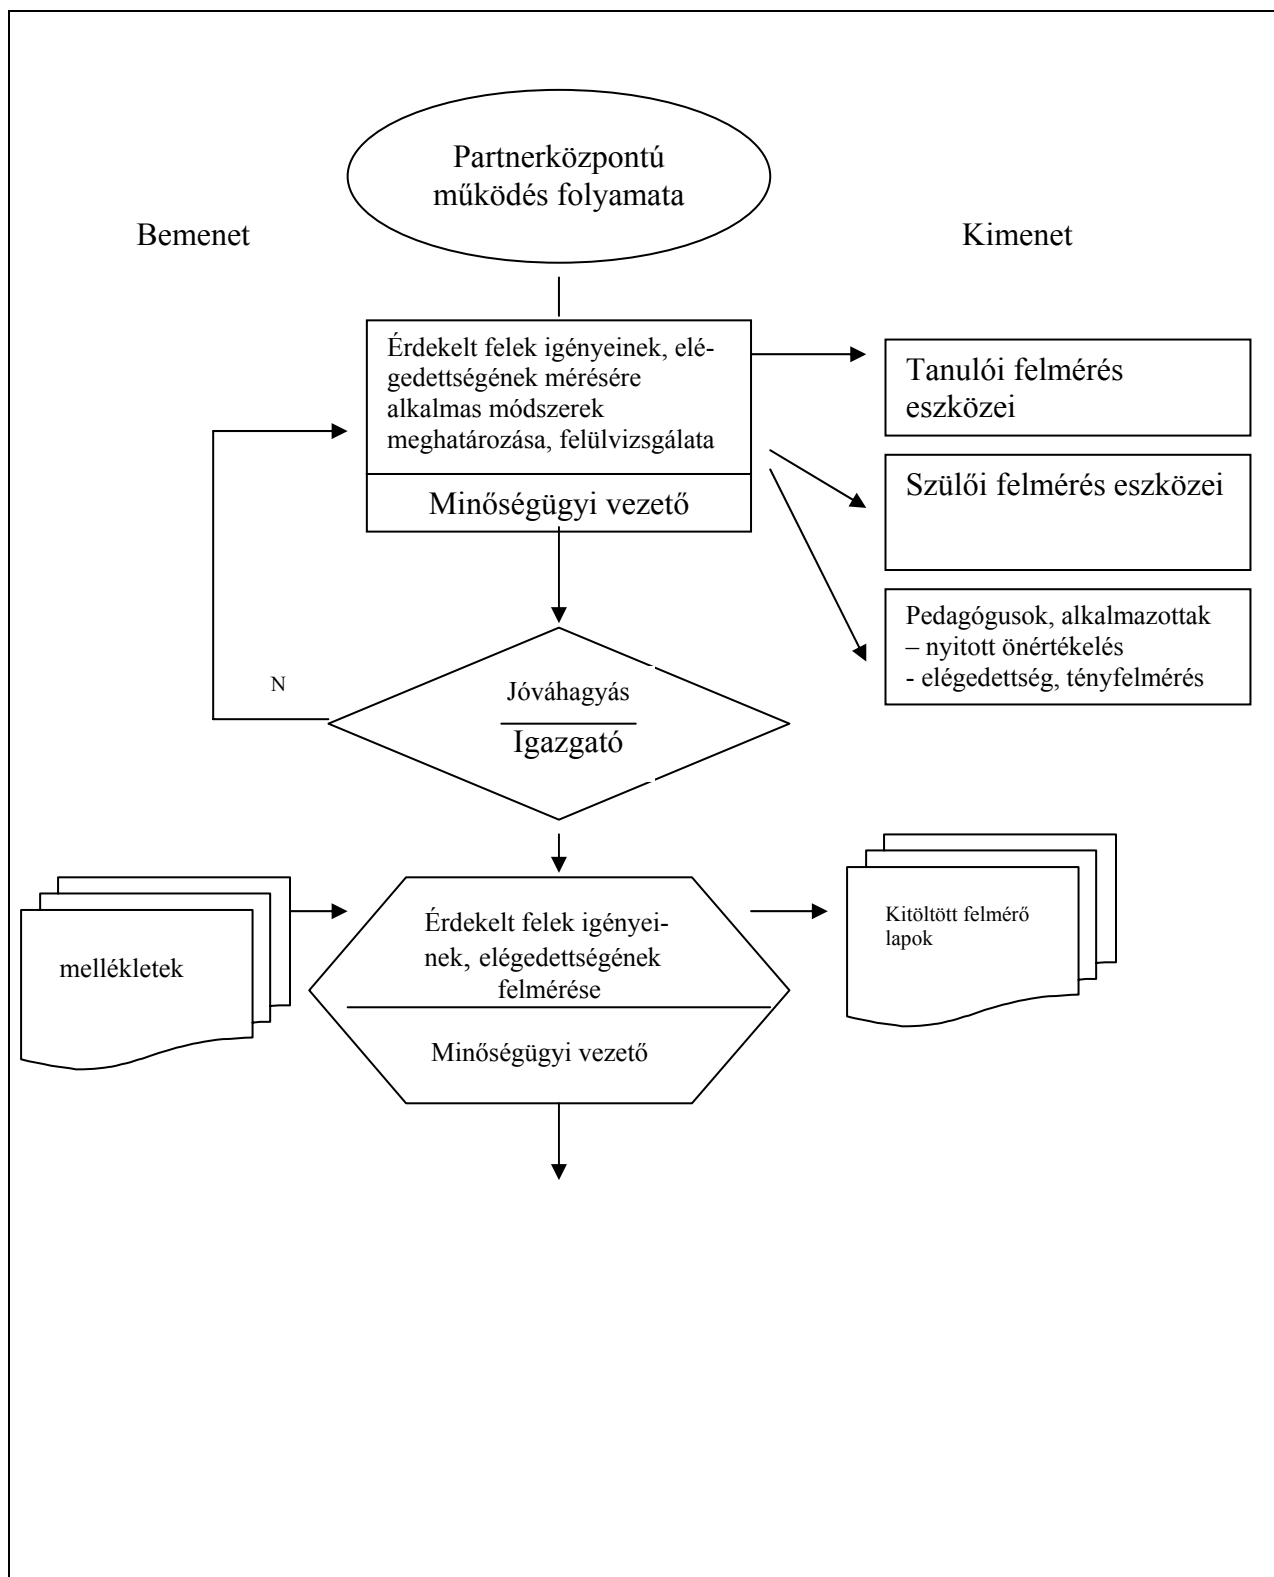 Partnerközpontú
működés folyamata
Bemenet
Kimenet
Érdekelt felek igényeinek, elé-
gedettségének mérésére
alkalmas módszerek
meghatározása, felülvizsgálata
Minőségügyi vezető
Tanulói felmérés
eszközei
Szülői felmérés eszközei
Pedagógusok, alkalmazottak
– nyitott önértékelés
- elégedettség, tényfelmérés
N
Jóváhagyás
Igazgató
mellékletek
Érdekelt felek igényei-
nek, elégedettségének
felmérése
Minőségügyi vezető
Kitöltött felmérő
lapok